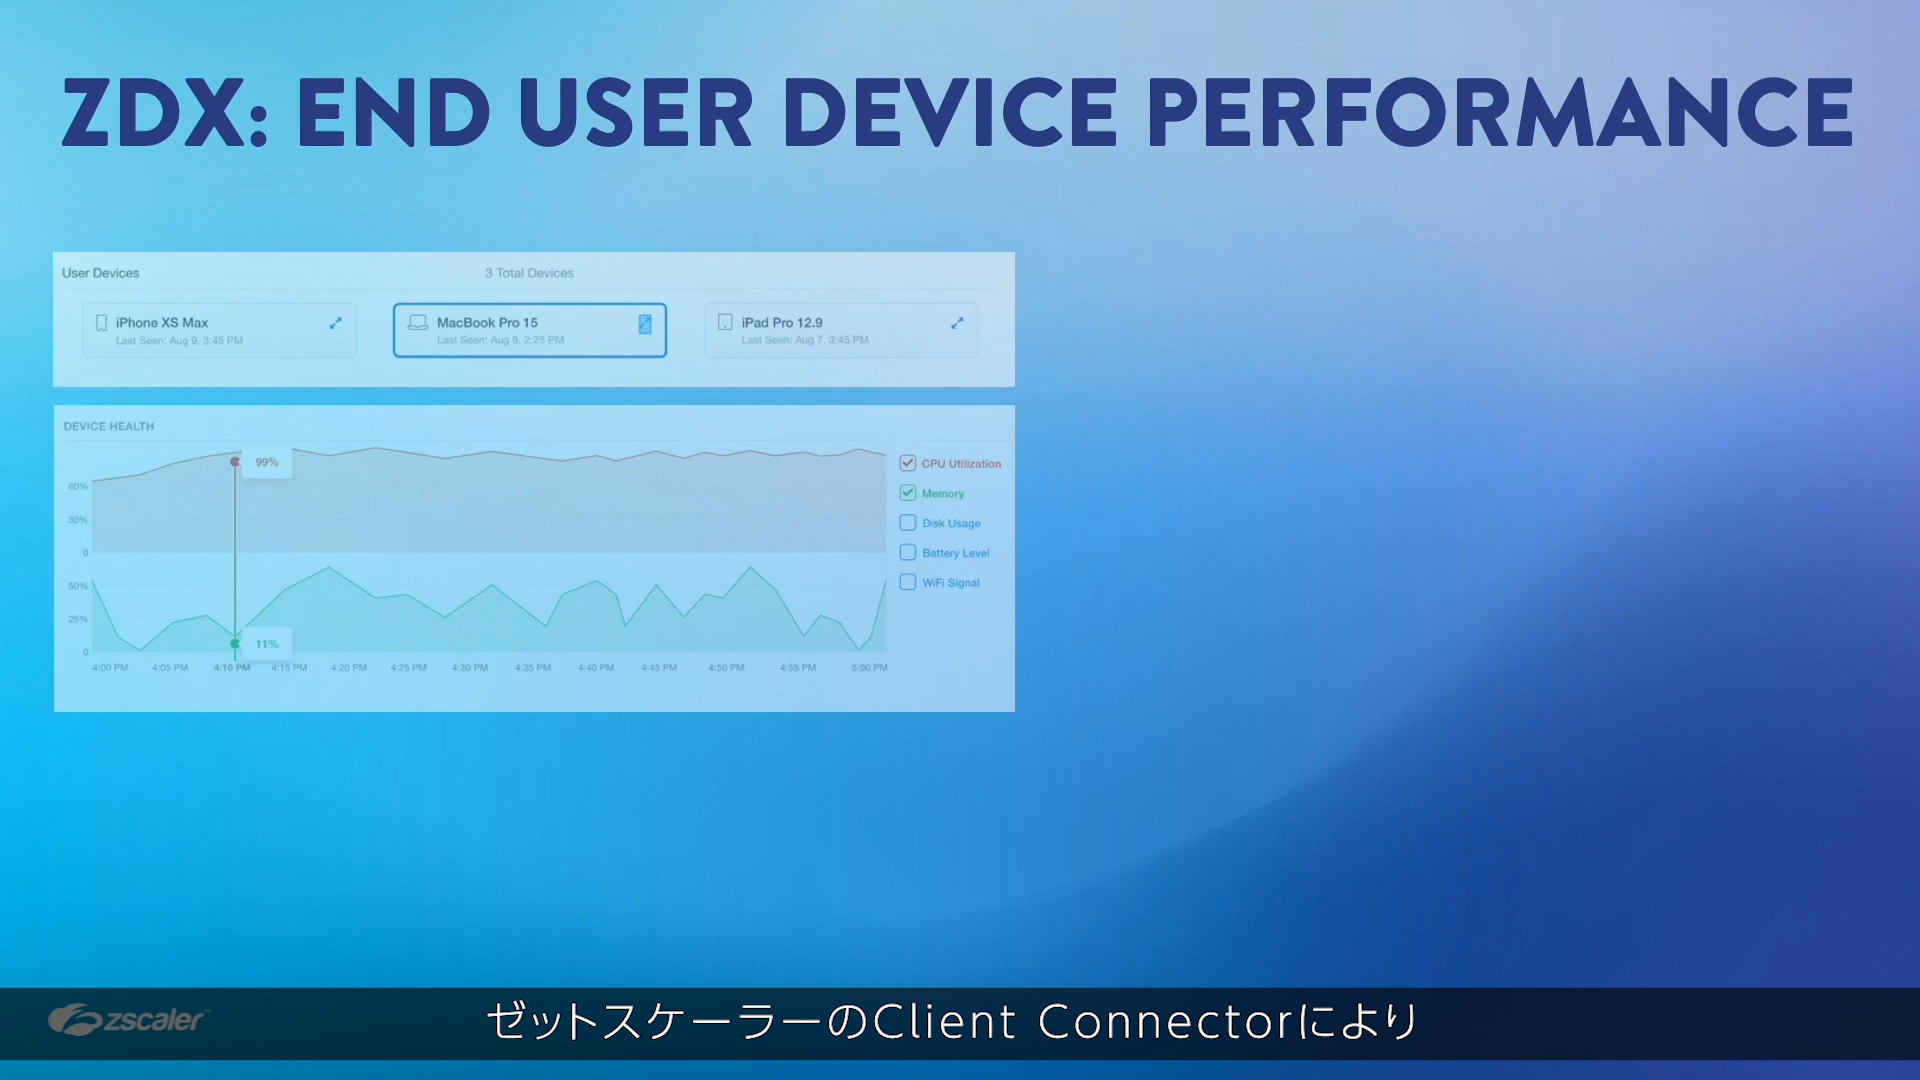 ZDX: END USER DEVICE PERFORMANCE
User Devices
3 Total Devices
iPhone XS Max
Last Seen: Aug 9, 3:45 PM
MacBook Pro 15
Last Seen: Aug 8, 2:25 PM
iPad Pro 12.9
Last Seen: Aug 7, 3:45 PM
DEVICE HEALTH
99%
60%
30%
0
50%
25%
0
11%
4:00 PM 4:05 PM 4:10 PM 4:15 PM 4:20 PM 4:25 PM 4:30 PM 4:35 PM 4:40 PM 4:45 PM 4:50 PM 4:55 PM 5:00 PM
CPU Utilization
Memory
Disk Usage
Battery Level
WiFi Signal
zscaler™
ゼットスケーラーのClient Connectorにより